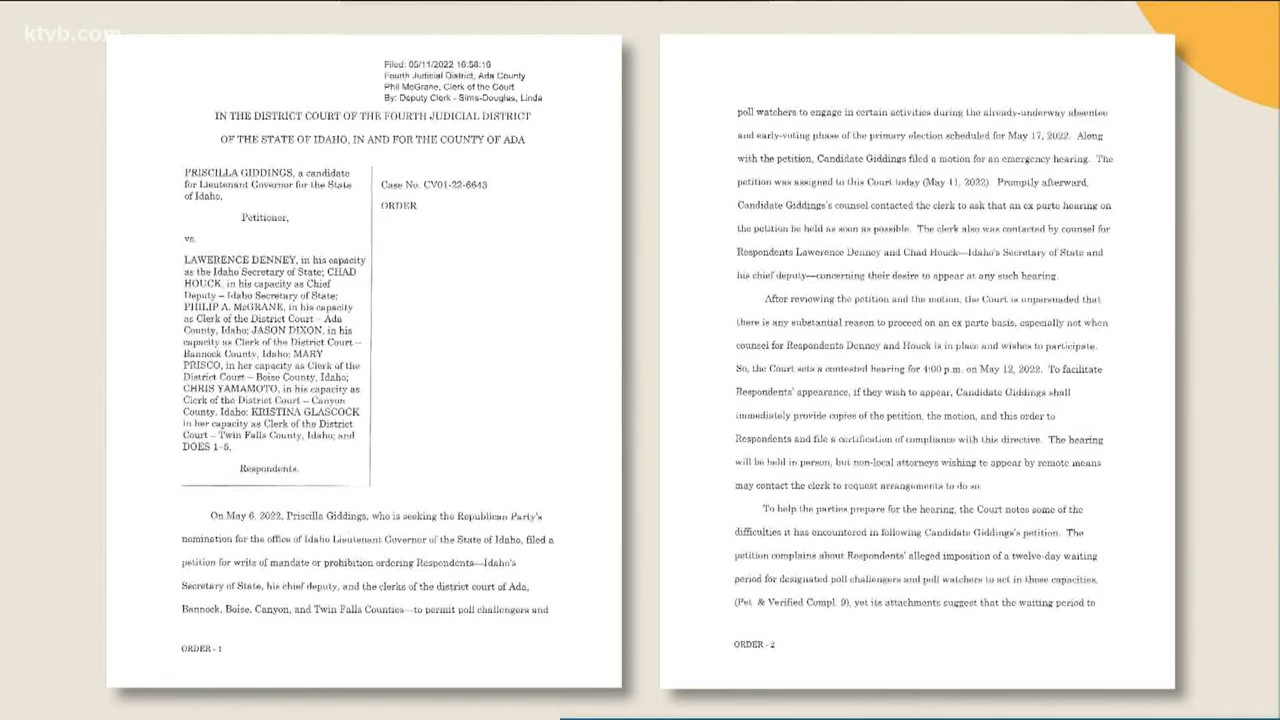 ktvb.com
Filed: 05/11/2022 16:58:16
Fourth Judicial District, Ada County
Phil McGrane, Clerk of the Court
By: Deputy Clerk - Sims-Douglas, Linda
IN THE DISTRICT COURT OF THE FOURTH JUDICIAL DISTRICT
OF THE STATE OF IDAHO, IN AND FOR THE COUNTY OF ADA
PRISCILLA GIDDINGS, a candidate
for Lieutenant Governor for the State
of Idaho,
Petitioner,
vs.
LAWERENCE DENNEY, in his capacity
as the Idaho Secretary of State; CHAD
HOUCK, in his capacity as Chief
Deputy – Idaho Secretary of State;
PHILIP A. McGRANE, in his capacity
as Clerk of the District Court – Ada
County, Idaho; JASON DIXON, in his
capacity as Clerk of the District Court –
Bannock County, Idaho; MARY
PRISCO, in her capacity as Clerk of the
District Court – Boise County, Idaho;
CHRIS YAMAMOTO, in his capacity as
Clerk of the District Court – Canyon
County, Idaho; KRISTINA GLASCOCK
in her capacity as Clerk of the District
Court – Twin Falls County, Idaho; and
DOES 1-5,
Respondents.
Case No. CV01-22-6643
ORDER
On May 6, 2022, Priscilla Giddings, who is seeking the Republican Party's
nomination for the office of Idaho Lieutenant Governor of the State of Idaho, filed a
petition for writs of mandate or prohibition ordering Respondents—Idaho's
Secretary of State, his chief deputy, and the clerks of the district court of Ada,
Bannock, Boise, Canyon, and Twin Falls Counties—to permit poll challengers and
ORDER - 1
poll watchers to engage in certain activities during the already-underway absentee
and early-voting phase of the primary election scheduled for May 17, 2022. Along
with the petition, Candidate Giddings filed a motion for an emergency hearing. The
petition was assigned to this Court today (May 11, 2022). Promptly afterward,
Candidate Giddings's counsel contacted the clerk to ask that an ex parte hearing on
the petition be held as soon as possible. The clerk also was contacted by counsel for
Respondents Lawerence Denney and Chad Houck—Idaho's Secretary of State and
his chief deputy—concerning their desire to appear at any such hearing.
After reviewing the petition and the motion, the Court is unpersuaded that
there is any substantial reason to proceed on an ex parte basis, especially not when
counsel for Respondents Denney and Houck is in place and wishes to participate.
So, the Court sets a contested hearing for 4:00 p.m. on May 12, 2022. To facilitate
Respondents' appearance, if they wish to appear, Candidate Giddings shall
immediately provide copies of the petition, the motion, and this order to
Respondents and file a certification of compliance with this directive. The hearing
will be held in person, but non-local attorneys wishing to appear by remote means
may contact the clerk to request arrangements to do so.
To help the parties prepare for the hearing, the Court notes some of the
difficulties it has encountered in following Candidate Giddings's petition. The
petition complains about Respondents' alleged imposition of a twelve-day waiting
period for designated poll challengers and poll watchers to act in those capacities,
(Pet. & Verified Compl. 9), yet its attachments suggest that the waiting period to
ORDER - 2